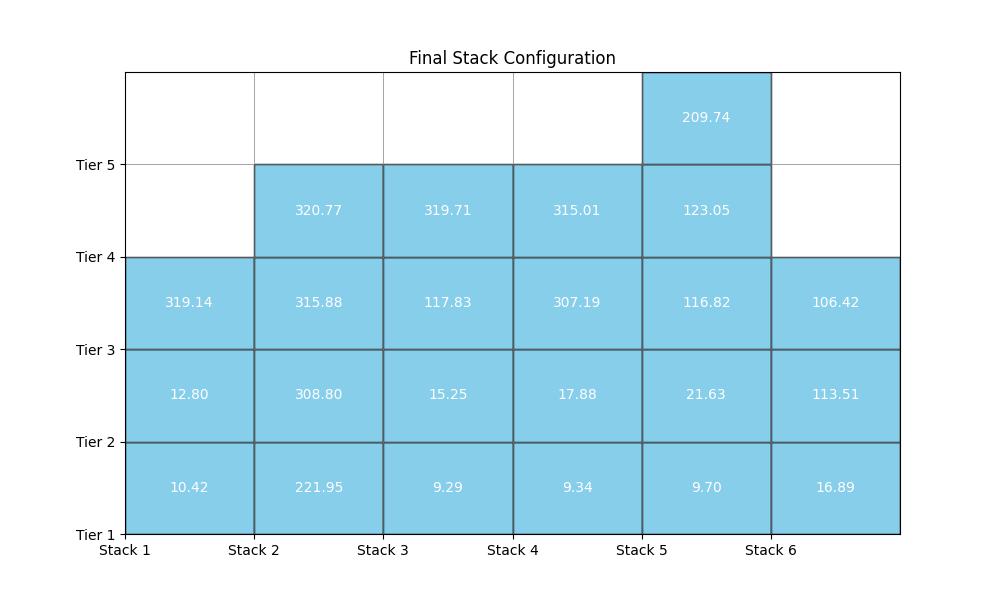 Final Stack Configuration
209.74
Tier 5
320.77 319.71 315.01 123.05
Tier 4
319.14 315.88 117.83 307.19 116.82 106.42
Tier 3
12.80 308.80 15.25 17.88 21.63 113.51
Tier 2
10.42 221.95 9.29 9.34 9.70 16.89
Tier 1
Stack 1 Stack 2 Stack 3 Stack 4 Stack 5 Stack 6